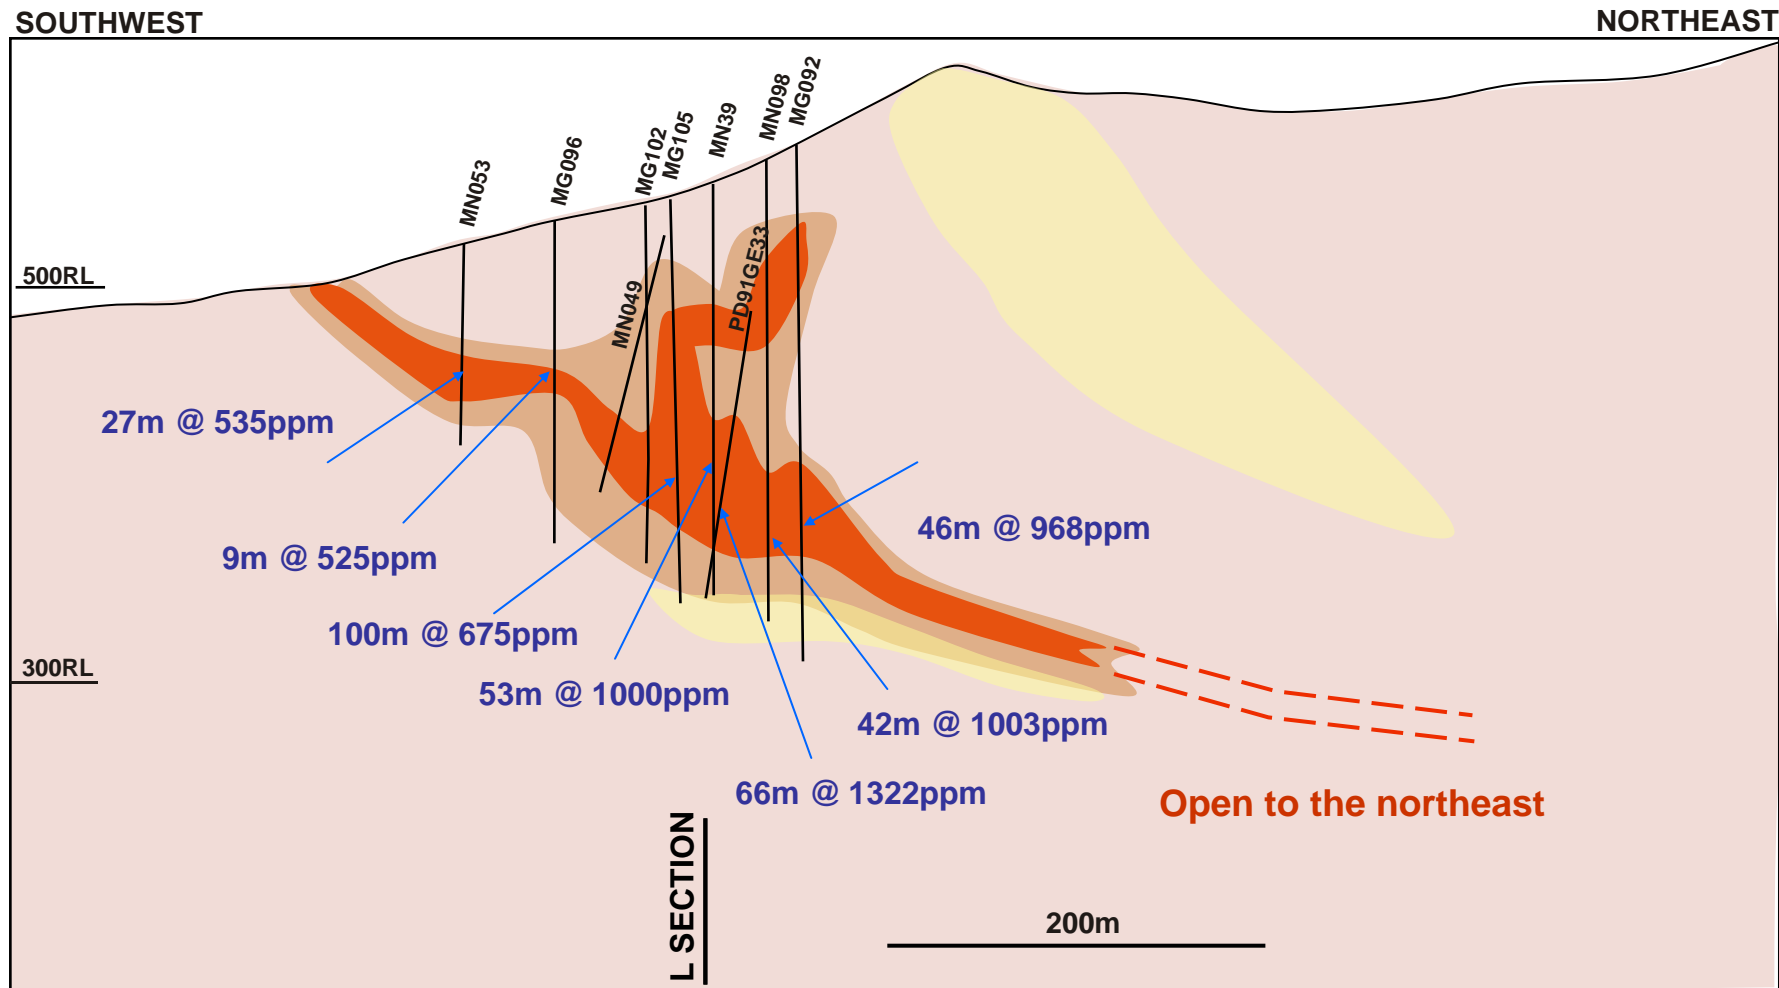 SOUTHWEST
NORTHEAST
MN053
MG096
MG102
MG105
MN39
MN098
MG092
500RL
MN049
PD91GE33
27m @ 535ppm
9m @ 525ppm
46m @ 968ppm
100m @ 675ppm
300RL
53m @ 1000ppm
42m @ 1003ppm
66m @ 1322ppm
Open to the northeast
L SECTION
200m